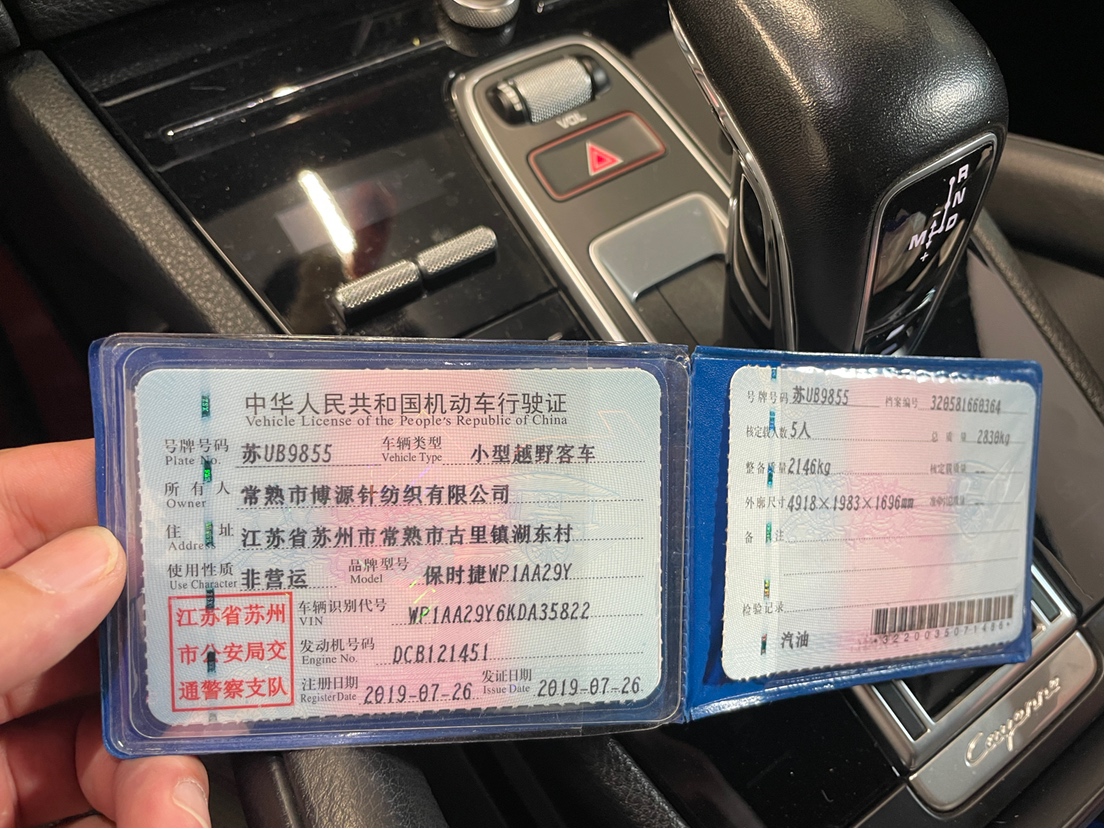 VOL
R
N
D
M
+
中华人民共和国机动车行驶证
Vehicle License of the People's Republic of China
号牌号码 苏UB9855 车辆类型 小型越野客车
Plate No. Vehicle Type
所有人 常熟市博源针纺织有限公司
Owner
住址 江苏省苏州市常熟市古里镇湖东村
Address
使用性质 非营运 品牌型号 保时捷WP1AA29Y
Use Character Model
江苏省苏州
市公安局交
通警察支队
车辆识别代号 WP1AA29Y6KDA35822
VIN
发动机号码 DCB121451
Engine No.
注册日期 2019-07-26 发证日期 2019-07-26
Register Date Issue Date
号牌号码 苏UB9855 档案编号 320581660364
核定载人数 5人 总质量 2830kg
整备质量 2146kg 核定载质量 --
外廓尺寸 4918×1983×1696mm
备注
检验记录
汽油
*3220035071486*
Cayenne